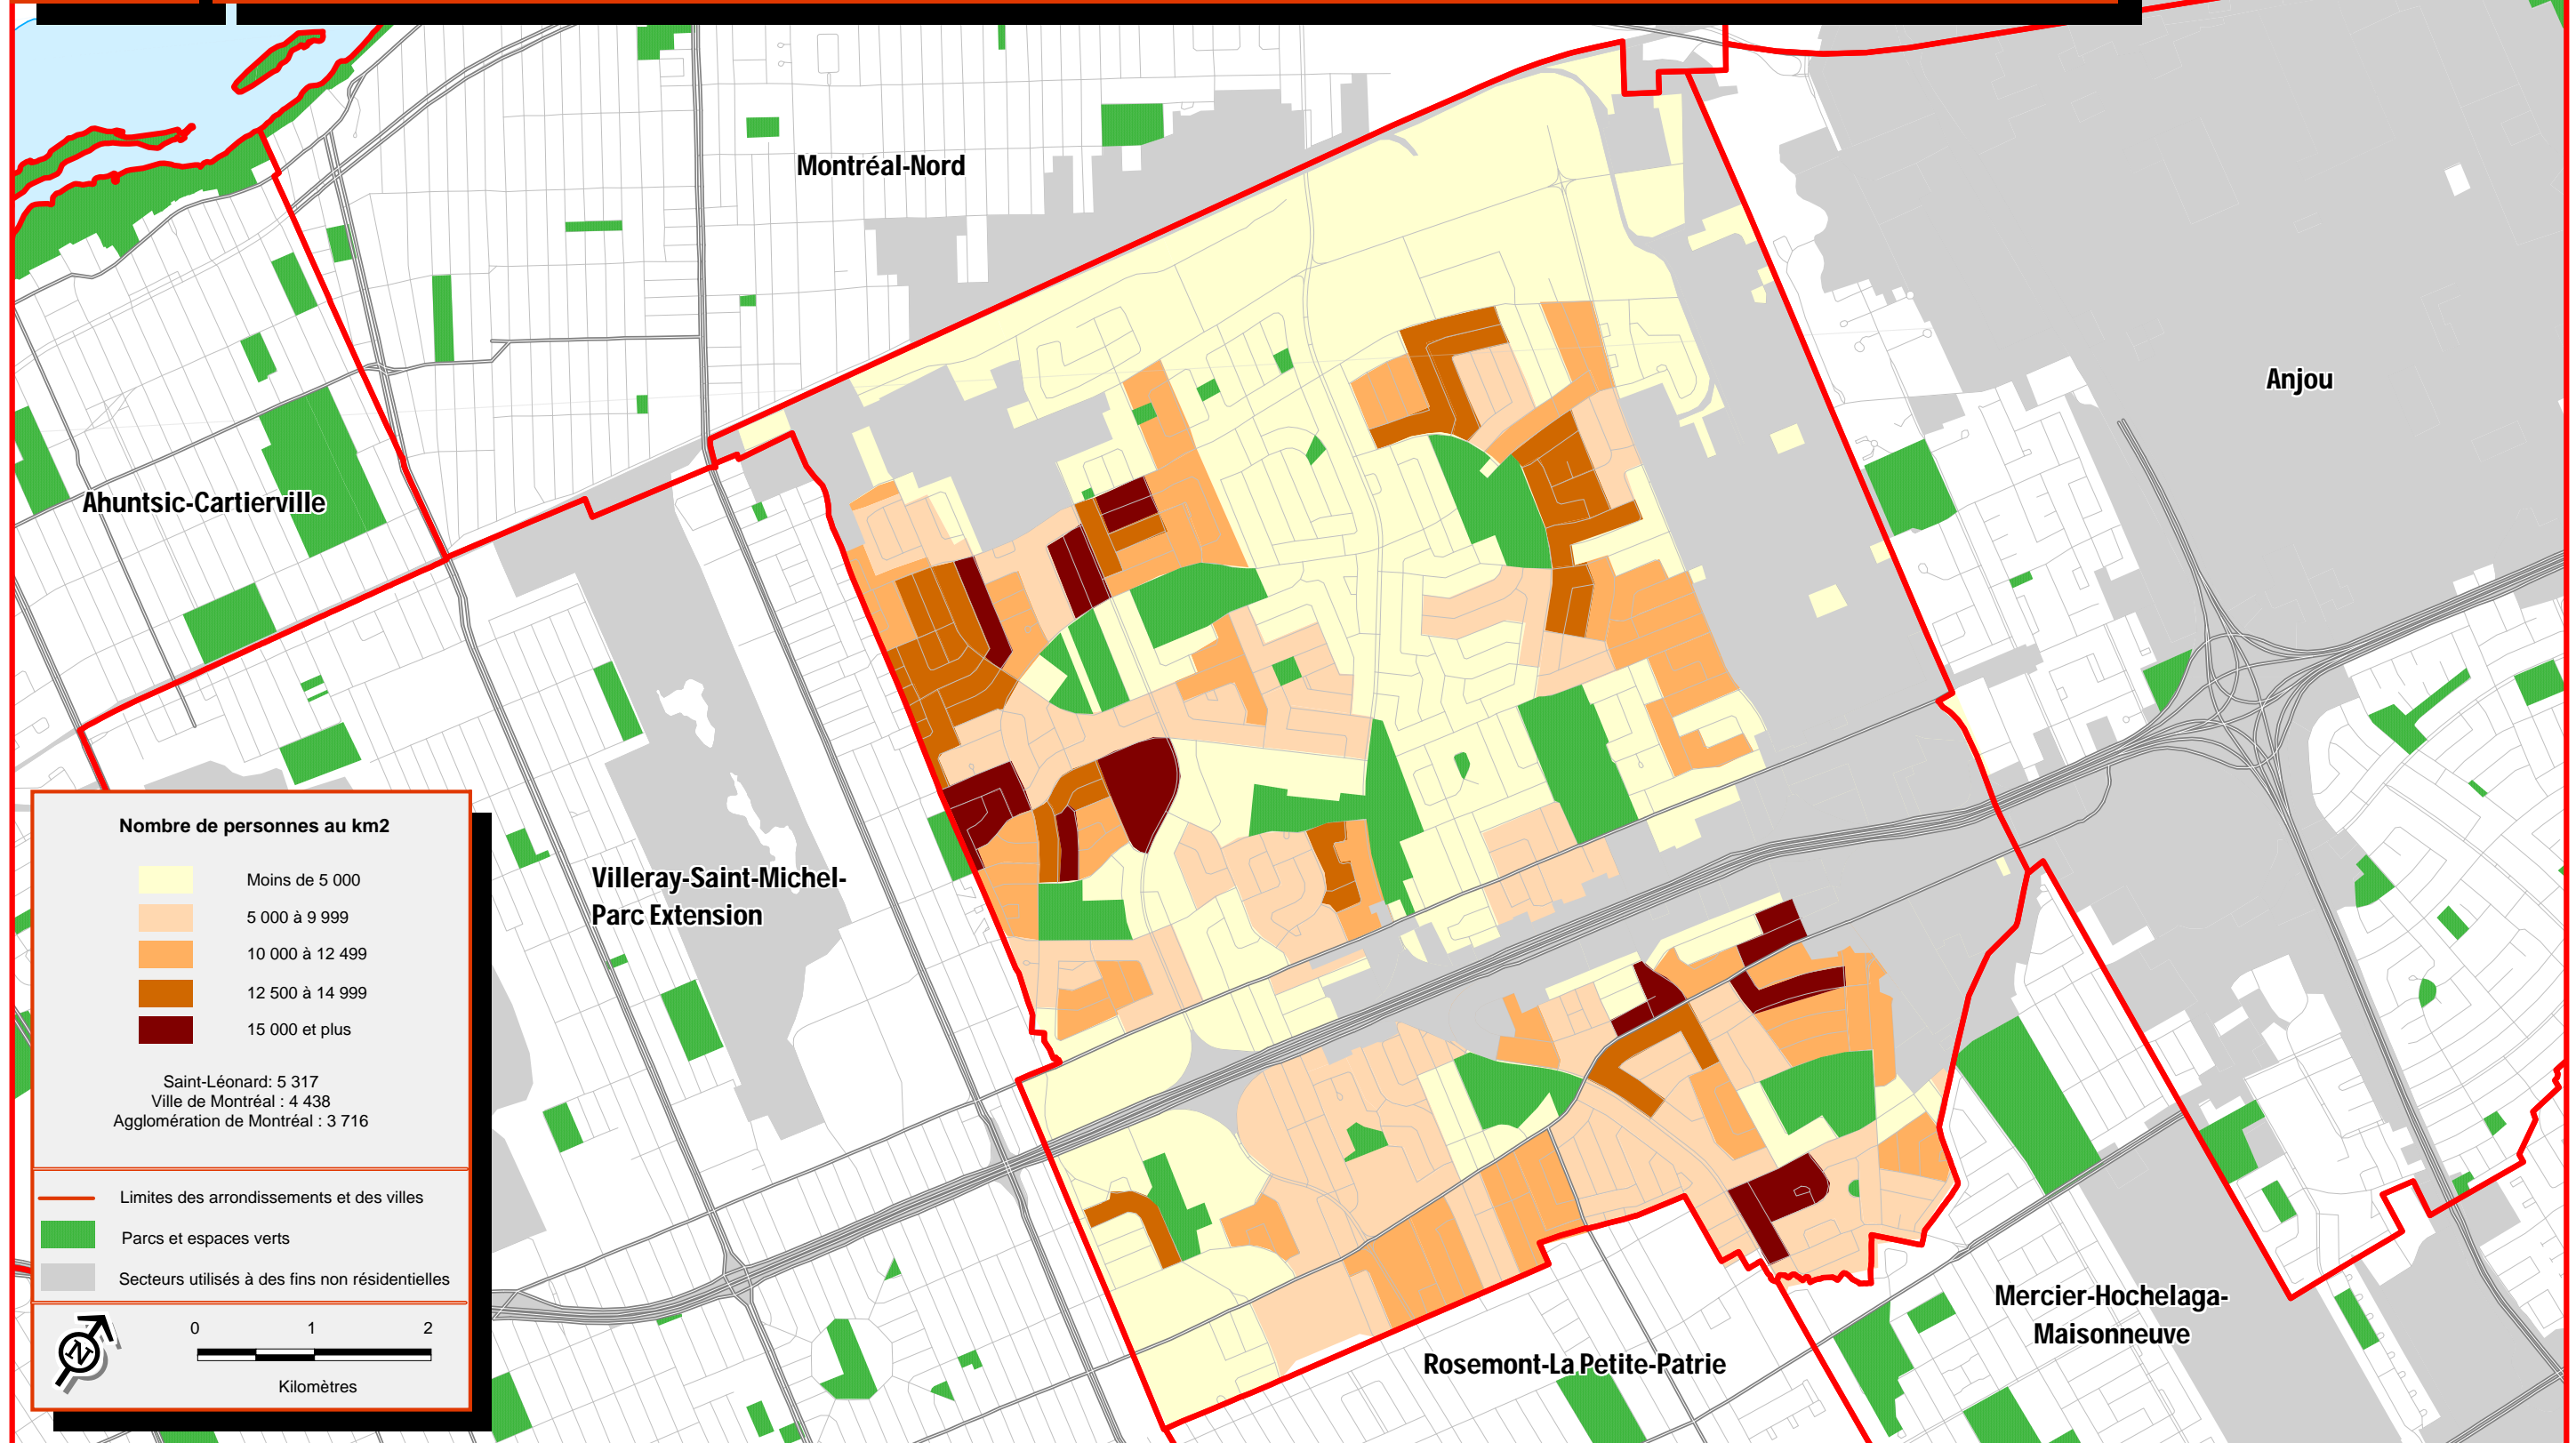 Montréal-Nord
Anjou
Ahuntsic-Cartierville
Villeray-Saint-Michel-
Parc Extension
Mercier-Hochelaga-
Maisonneuve
Rosemont-La Petite-Patrie
Nombre de personnes au km2
Moins de 5 000
5 000 à 9 999
10 000 à 12 499
12 500 à 14 999
15 000 et plus
Saint-Léonard: 5 317
Ville de Montréal : 4 438
Agglomération de Montréal : 3 716
Limites des arrondissements et des villes
Parcs et espaces verts
Secteurs utilisés à des fins non résidentielles
N
0 1 2
Kilomètres